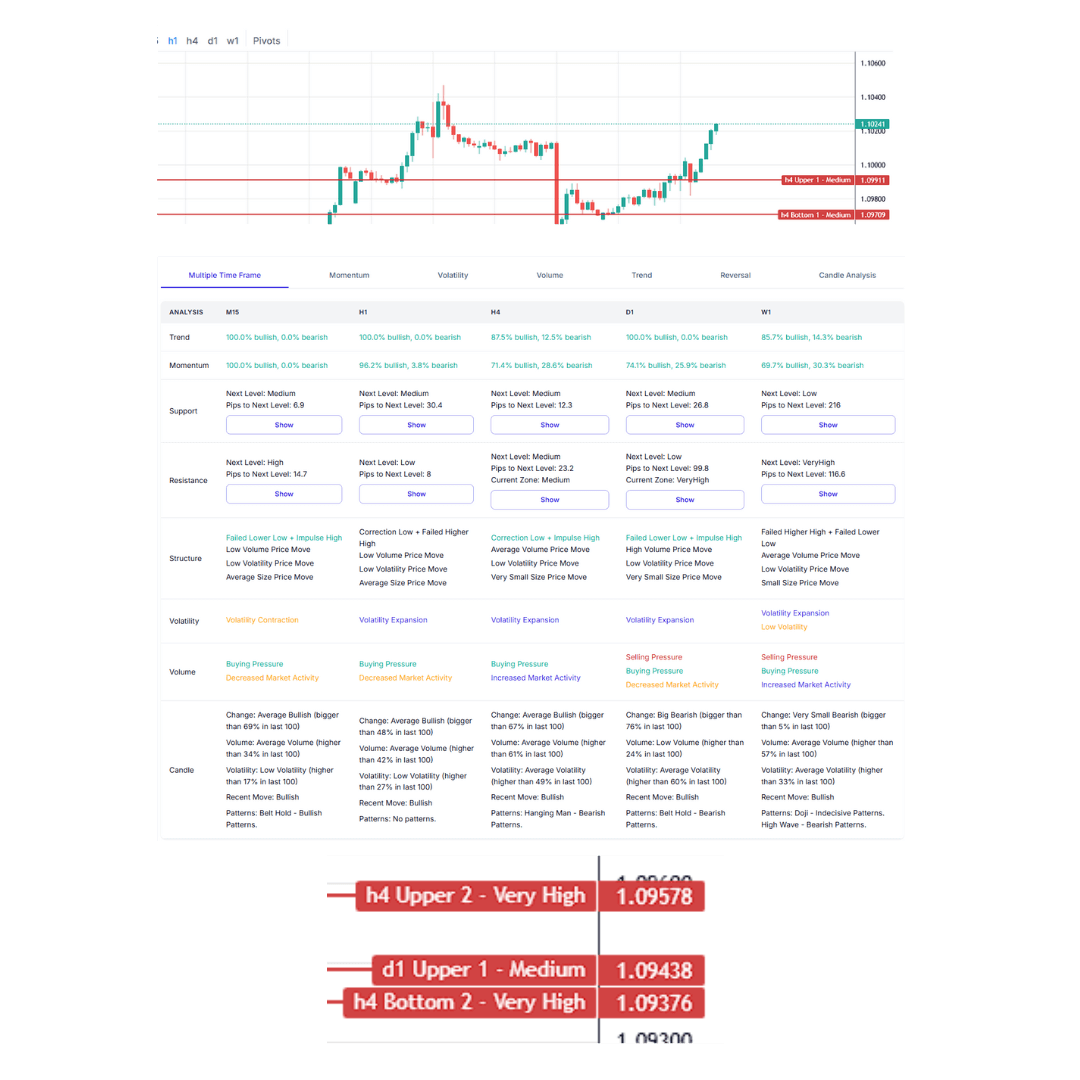 h1 h4 d1 w1 Pivots
1.10600
1.10400
1.10241
1.10200
1.10000
h4 Upper 1 - Medium 1.09911
1.09800
h4 Bottom 1 - Medium 1.09709
Multiple Time Frame Momentum Volatility Volume Trend Reversal Candle Analysis
ANALYSIS M15 H1 H4 D1 W1
Trend 100.0% bullish, 0.0% bearish 100.0% bullish, 0.0% bearish 87.5% bullish, 12.5% bearish 100.0% bullish, 0.0% bearish 85.7% bullish, 14.3% bearish
Momentum 100.0% bullish, 0.0% bearish 96.2% bullish, 3.8% bearish 71.4% bullish, 28.6% bearish 74.1% bullish, 25.9% bearish 69.7% bullish, 30.3% bearish
Support
Next Level: Medium
Pips to Next Level: 6.9
Show
Next Level: Medium
Pips to Next Level: 30.4
Show
Next Level: Medium
Pips to Next Level: 12.3
Show
Next Level: Medium
Pips to Next Level: 26.8
Show
Next Level: Low
Pips to Next Level: 216
Show
Resistance
Next Level: High
Pips to Next Level: 14.7
Show
Next Level: Low
Pips to Next Level: 8
Show
Next Level: Medium
Pips to Next Level: 23.2
Current Zone: Medium
Show
Next Level: Low
Pips to Next Level: 99.8
Current Zone: VeryHigh
Show
Next Level: VeryHigh
Pips to Next Level: 116.6
Show
Structure
Failed Lower Low + Impulse High
Low Volume Price Move
Low Volatility Price Move
Average Size Price Move
Correction Low + Failed Higher
High
Low Volume Price Move
Low Volatility Price Move
Average Size Price Move
Correction Low + Impulse High
Average Volume Price Move
Low Volatility Price Move
Very Small Size Price Move
Failed Lower Low + Impulse High
High Volume Price Move
Low Volatility Price Move
Very Small Size Price Move
Failed Higher High + Failed Lower
Low
Average Volume Price Move
Low Volatility Price Move
Small Size Price Move
Volatility
Volatility Contraction
Volatility Expansion
Volatility Expansion
Volatility Expansion
Volatility Expansion
Low Volatility
Volume
Buying Pressure
Decreased Market Activity
Buying Pressure
Decreased Market Activity
Buying Pressure
Increased Market Activity
Selling Pressure
Buying Pressure
Decreased Market Activity
Selling Pressure
Buying Pressure
Increased Market Activity
Candle
Change: Average Bullish (bigger
than 69% in last 100)
Volume: Average Volume (higher
than 34% in last 100)
Volatility: Low Volatility (higher
than 17% in last 100)
Recent Move: Bullish
Patterns: Belt Hold - Bullish
Patterns.
Change: Average Bullish (bigger
than 48% in last 100)
Volume: Average Volume (higher
than 42% in last 100)
Volatility: Low Volatility (higher
than 27% in last 100)
Recent Move: Bullish
Patterns: No patterns.
Change: Average Bullish (bigger
than 67% in last 100)
Volume: Average Volume (higher
than 61% in last 100)
Volatility: Average Volatility
(higher than 49% in last 100)
Recent Move: Bullish
Patterns: Hanging Man - Bearish
Patterns.
Change: Big Bearish (bigger than
76% in last 100)
Volume: Low Volume (higher than
24% in last 100)
Volatility: Average Volatility
(higher than 60% in last 100)
Recent Move: Bullish
Patterns: Belt Hold - Bearish
Patterns.
Change: Very Small Bearish (bigger
than 5% in last 100)
Volume: Average Volume (higher
than 57% in last 100)
Volatility: Average Volatility (higher
than 33% in last 100)
Recent Move: Bullish
Patterns: Doji - Indecisive Patterns.
High Wave - Bearish Patterns.
h4 Upper 2 - Very High 1.09578
d1 Upper 1 - Medium 1.09438
h4 Bottom 2 - Very High 1.09376
1.09300